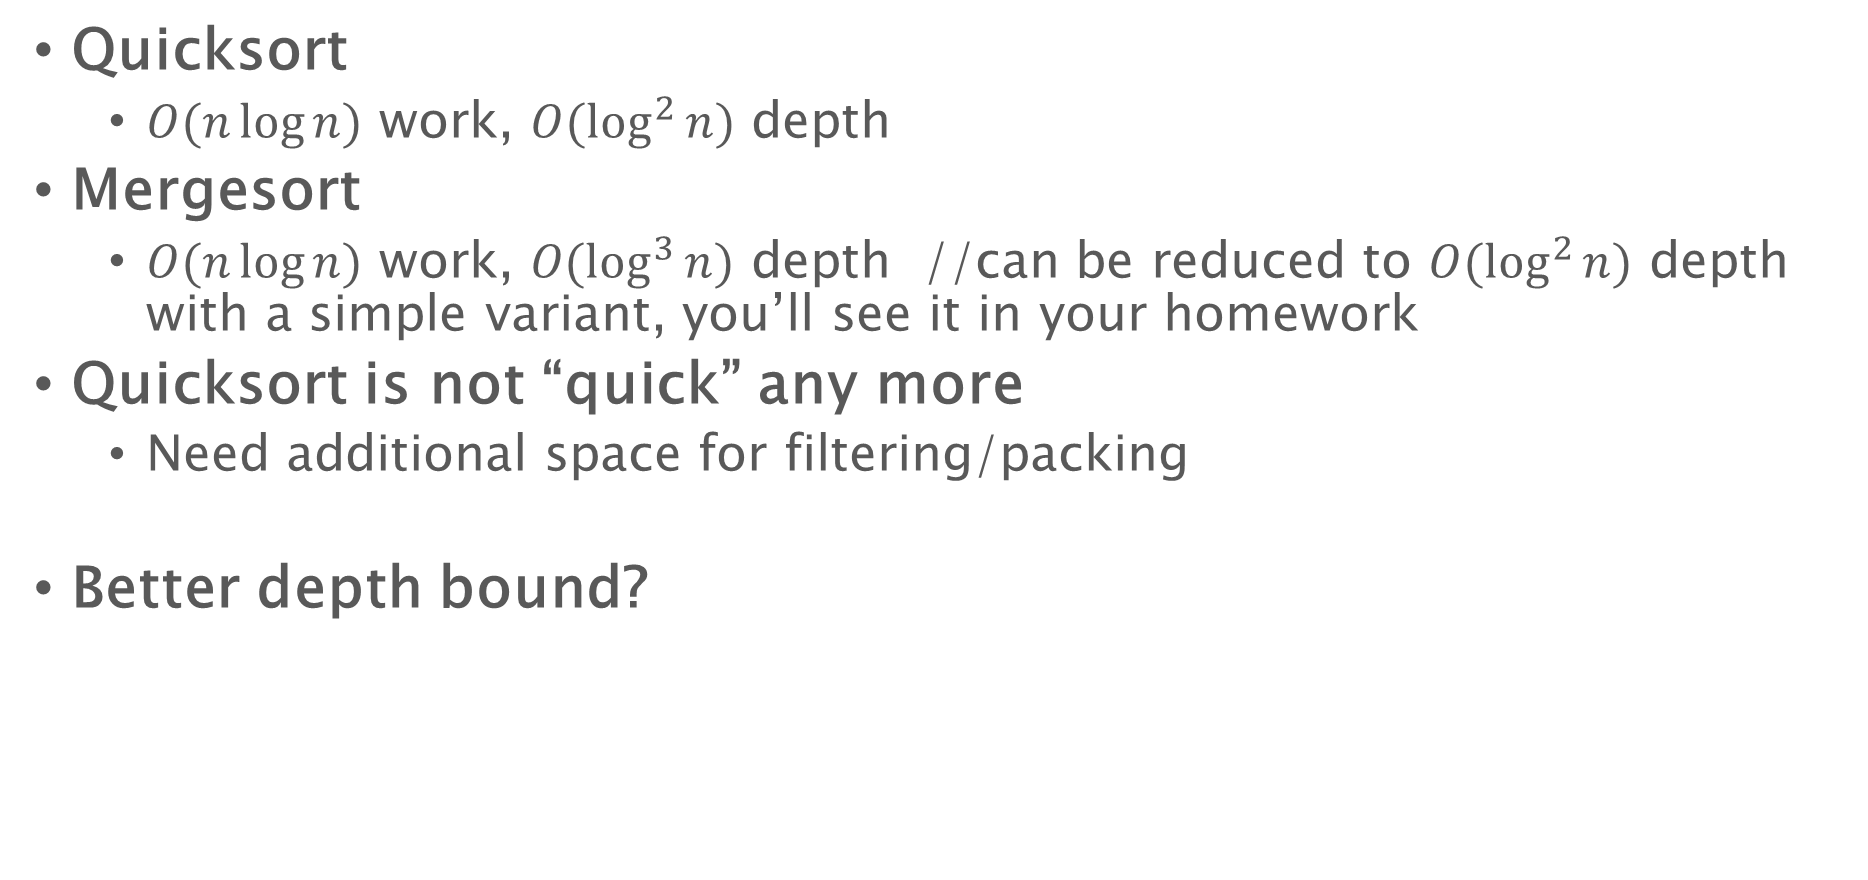 • Quicksort
• O(n log n) work, O(log² n) depth
• Mergesort
• O(n log n) work, O(log³ n) depth //can be reduced to O(log² n) depth
with a simple variant, you’ll see it in your homework
• Quicksort is not “quick” any more
• Need additional space for filtering/packing
• Better depth bound?